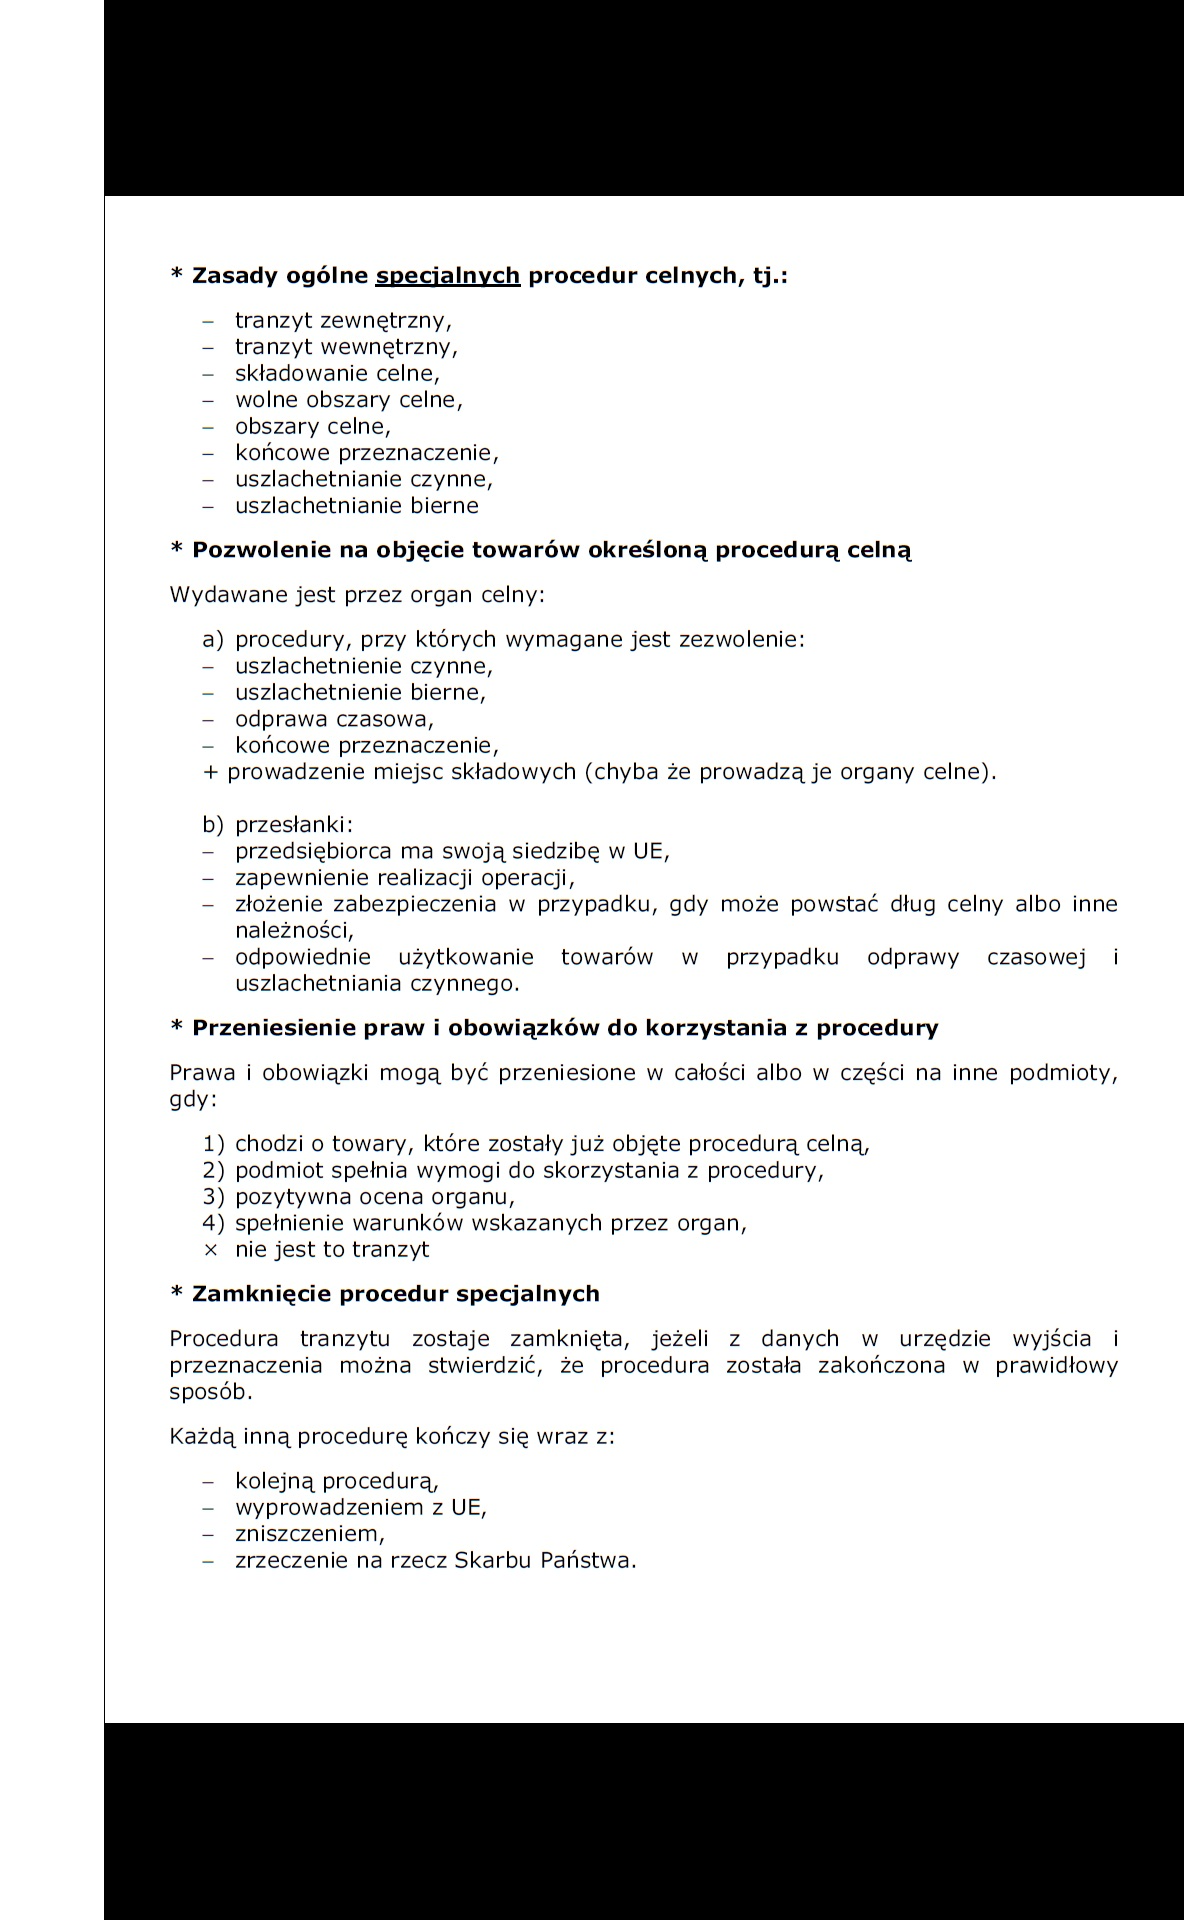 * Zasady ogólne specjalnych procedur celnych, tj.:
– tranzyt zewnętrzny,
– tranzyt wewnętrzny,
– składowanie celne,
– wolne obszary celne,
– obszary celne,
– końcowe przeznaczenie,
– uszlachetnianie czynne,
– uszlachetnianie bierne
* Pozwolenie na objęcie towarów określoną procedurą celną
Wydawane jest przez organ celny:
a) procedury, przy których wymagane jest zezwolenie:
– uszlachetnienie czynne,
– uszlachetnienie bierne,
– odprawa czasowa,
– końcowe przeznaczenie,
+ prowadzenie miejsc składowych (chyba że prowadzą je organy celne).
b) przesłanki:
– przedsiębiorca ma swoją siedzibę w UE,
– zapewnienie realizacji operacji,
– złożenie zabezpieczenia w przypadku, gdy może powstać dług celny albo inne
należności,
– odpowiednie użytkowanie towarów w przypadku odprawy czasowej i
uszlachetniania czynnego.
* Przeniesienie praw i obowiązków do korzystania z procedury
Prawa i obowiązki mogą być przeniesione w całości albo w części na inne podmioty,
gdy:
1) chodzi o towary, które zostały już objęte procedurą celną,
2) podmiot spełnia wymogi do skorzystania z procedury,
3) pozytywna ocena organu,
4) spełnienie warunków wskazanych przez organ,
× nie jest to tranzyt
* Zamknięcie procedur specjalnych
Procedura tranzytu zostaje zamknięta, jeżeli z danych w urzędzie wyjścia i
przeznaczenia można stwierdzić, że procedura została zakończona w prawidłowy
sposób.
Każdą inną procedurę kończy się wraz z:
– kolejną procedurą,
– wyprowadzeniem z UE,
– zniszczeniem,
– zrzeczenie na rzecz Skarbu Państwa.